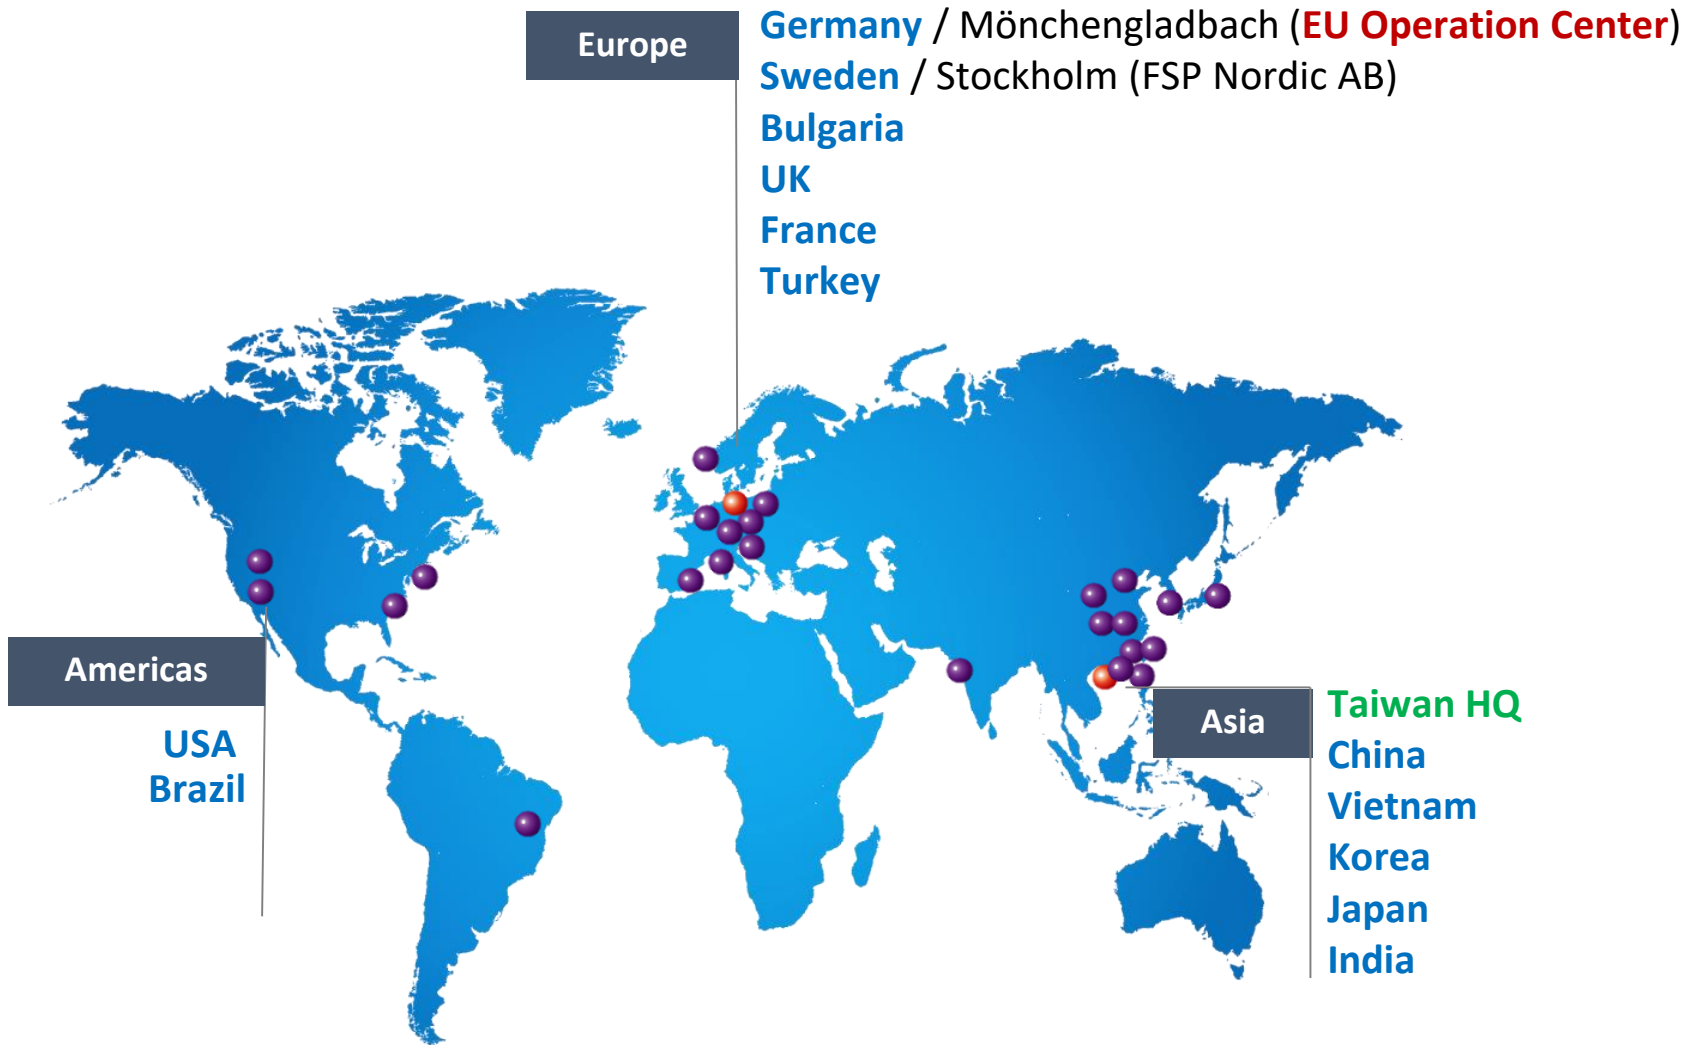 Europe
Germany / Mönchengladbach (EU Operation Center)
Sweden / Stockholm (FSP Nordic AB)
Bulgaria
UK
France
Turkey
Americas
USA
Brazil
Asia
Taiwan HQ
China
Vietnam
Korea
Japan
India